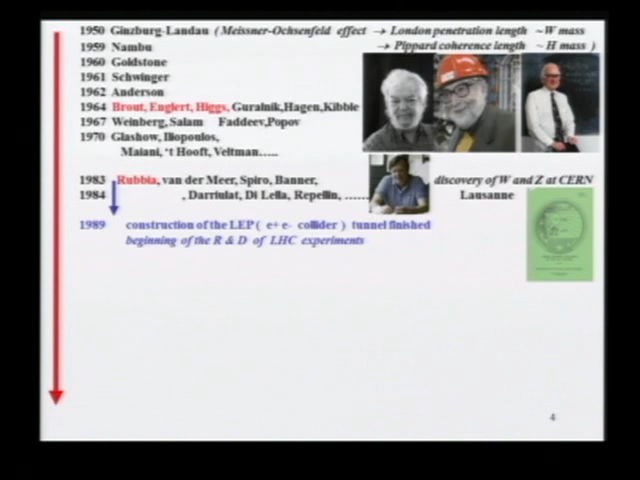 1950 Ginzburg-Landau ( Meissner-Ochsenfeld effect → London penetration length ~W mass
1959 Nambu → Pippard coherence length ~ H mass )
1960 Goldstone
1961 Schwinger
1962 Anderson
1964 Brout, Englert, Higgs, Guralnik,Hagen,Kibble
1967 Weinberg, Salam Faddeev,Popov
1970 Glashow, Iliopoulos,
Maiani, 't Hooft, Veltman.....
1983 Rubbia, van der Meer, Spiro, Banner, discovery of W and Z at CERN
1984 , Darriulat, Di Lella, Repellin, ...... Lausanne
1989 construction of the LEP ( e+ e- collider ) tunnel finished
beginning of the R & D of LHC experiments
4